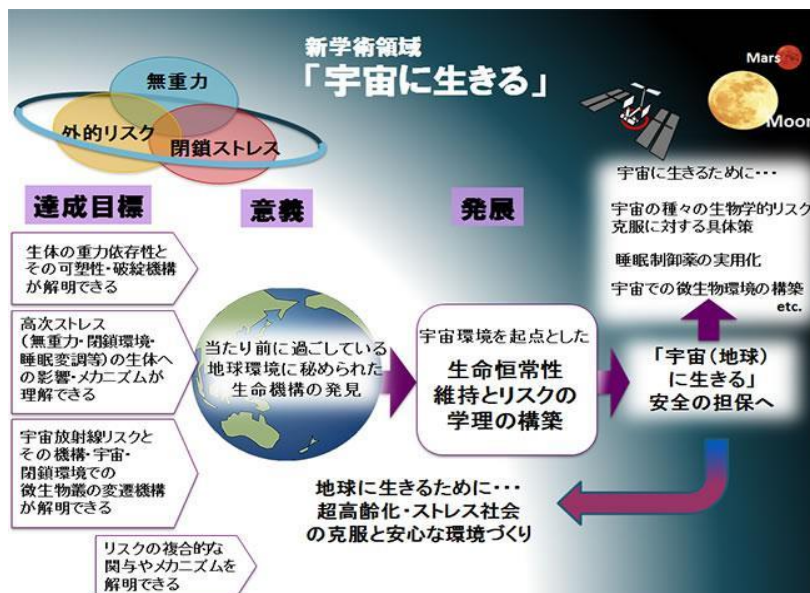 新学術領域
「宇宙に生きる」
無重力
外的リスク
閉鎖ストレス
Mars
Moon
達成目標
意義
発展
生体の重力依存性と
その可塑性・破綻機構
が解明できる
高次ストレス
(無重力・閉鎖環境・
睡眠変調等)の生体へ
の影響・メカニズムが
理解できる
宇宙放射線リスクと
その機構・宇宙・
閉鎖環境での
微生物叢の変遷機構
が解明できる
リスクの複合的な
関与やメカニズムを
解明できる
当たり前に過ごしている
地球環境に秘められた
生命機構の発見
宇宙環境を起点とした
生命恒常性
維持とリスクの
学理の構築
「宇宙(地球)
に生きる」
安全の担保へ
宇宙に生きるために・・・
宇宙の種々の生物学的リスク
克服に対する具体策
睡眠制御薬の実用化
宇宙での微生物環境の構築
etc.
地球に生きるために・・・
超高齢化・ストレス社会
の克服と安心な環境づくり